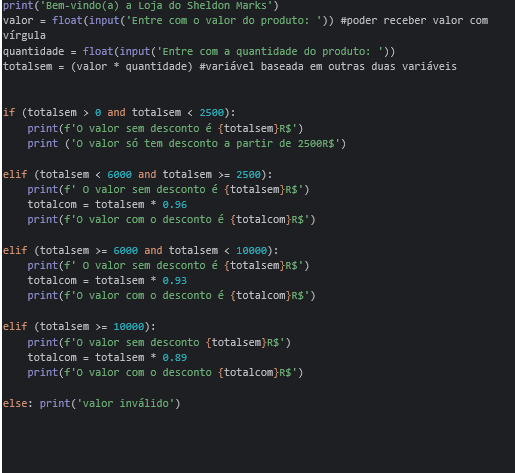 print('Bem-vindo(a) a Loja do Sheldon Marks')
valor = float(input('Entre com o valor do produto: ')) #poder receber valor com
vírgula
quantidade = float(input('Entre com a quantidade do produto: '))
totalsem = (valor * quantidade) #variável baseada em outras duas variáveis
if (totalsem > 0 and totalsem < 2500):
print(f'O valor sem desconto é {totalsem}R$')
print ('O valor só tem desconto a partir de 2500R$')
elif (totalsem < 6000 and totalsem >= 2500):
print(f' O valor sem desconto é {totalsem}R$')
totalcom = totalsem * 0.96
print(f'O valor com o desconto é {totalcom}R$')
elif (totalsem >= 6000 and totalsem < 10000):
print(f' O valor sem desconto é {totalsem}R$')
totalcom = totalsem * 0.93
print(f'O valor com o desconto é {totalcom}R$')
elif (totalsem >= 10000):
print(f'O valor sem desconto {totalsem}R$')
totalcom = totalsem * 0.89
print(f'O valor com o desconto {totalcom}R$')
else: print('valor inválido')